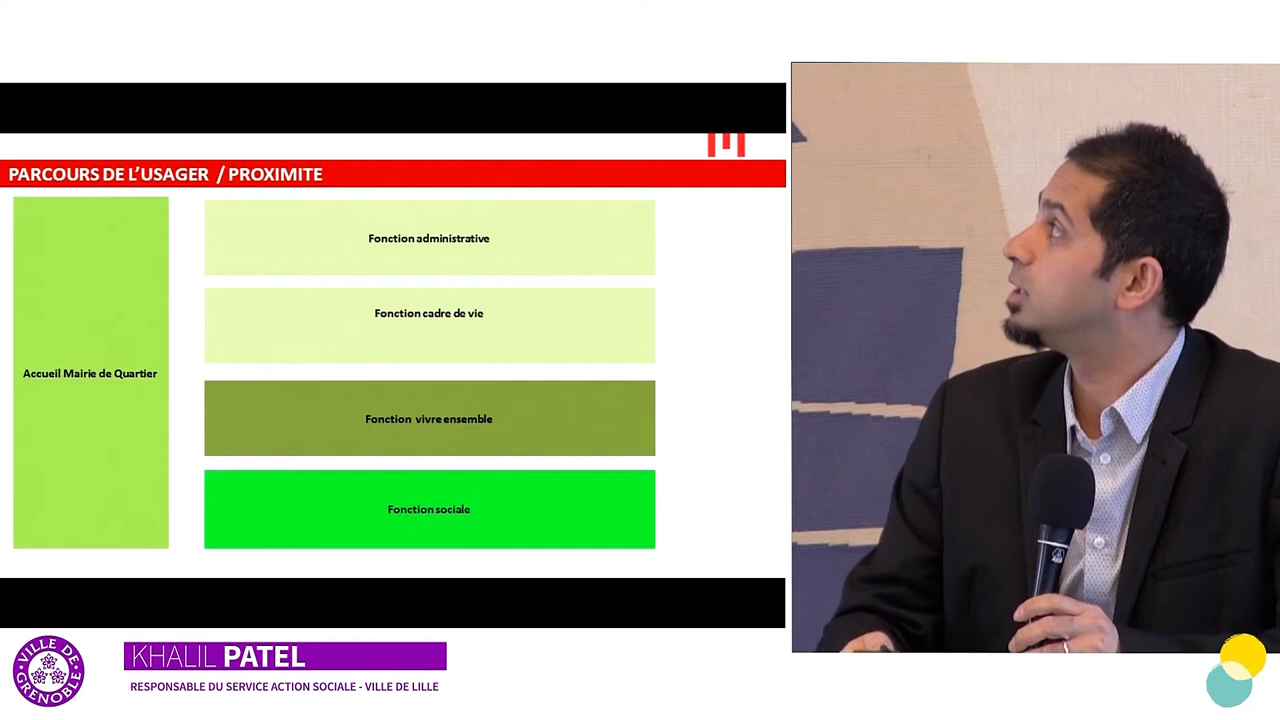 PARCOURS DE L'USAGER / PROXIMITE
Accueil Mairie de Quartier
Fonction administrative
Fonction cadre de vie
Fonction vivre ensemble
Fonction sociale
VILLE DE
GRENOBLE
KHALIL PATEL
RESPONSABLE DU SERVICE ACTION SOCIALE - VILLE DE LILLE